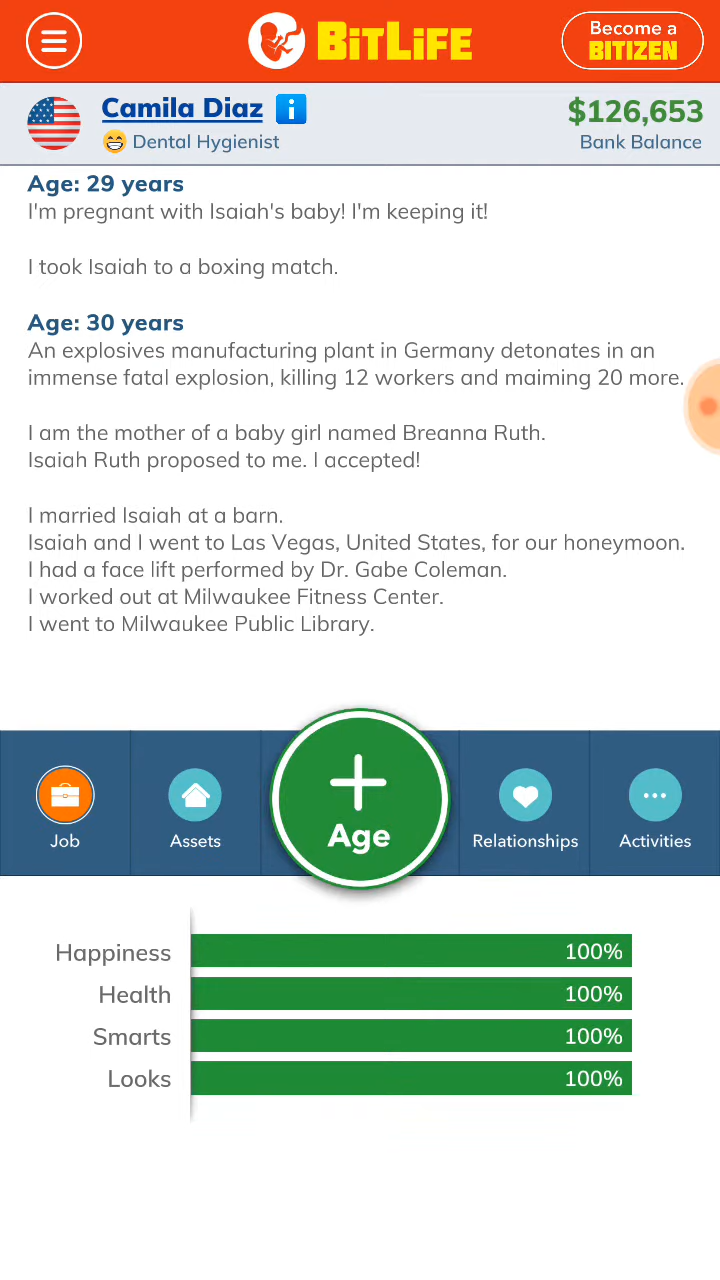 BiTLiFE
Become a
BITIZEN
Camila Diaz i
Dental Hygienist
$126,653
Bank Balance
Age: 29 years
I'm pregnant with Isaiah's baby! I'm keeping it!
I took Isaiah to a boxing match.
Age: 30 years
An explosives manufacturing plant in Germany detonates in an
immense fatal explosion, killing 12 workers and maiming 20 more.
I am the mother of a baby girl named Breanna Ruth.
Isaiah Ruth proposed to me. I accepted!
I married Isaiah at a barn.
Isaiah and I went to Las Vegas, United States, for our honeymoon.
I had a face lift performed by Dr. Gabe Coleman.
I worked out at Milwaukee Fitness Center.
I went to Milwaukee Public Library.
Job
Assets
+
Age
Relationships
Activities
Happiness 100%
Health 100%
Smarts 100%
Looks 100%